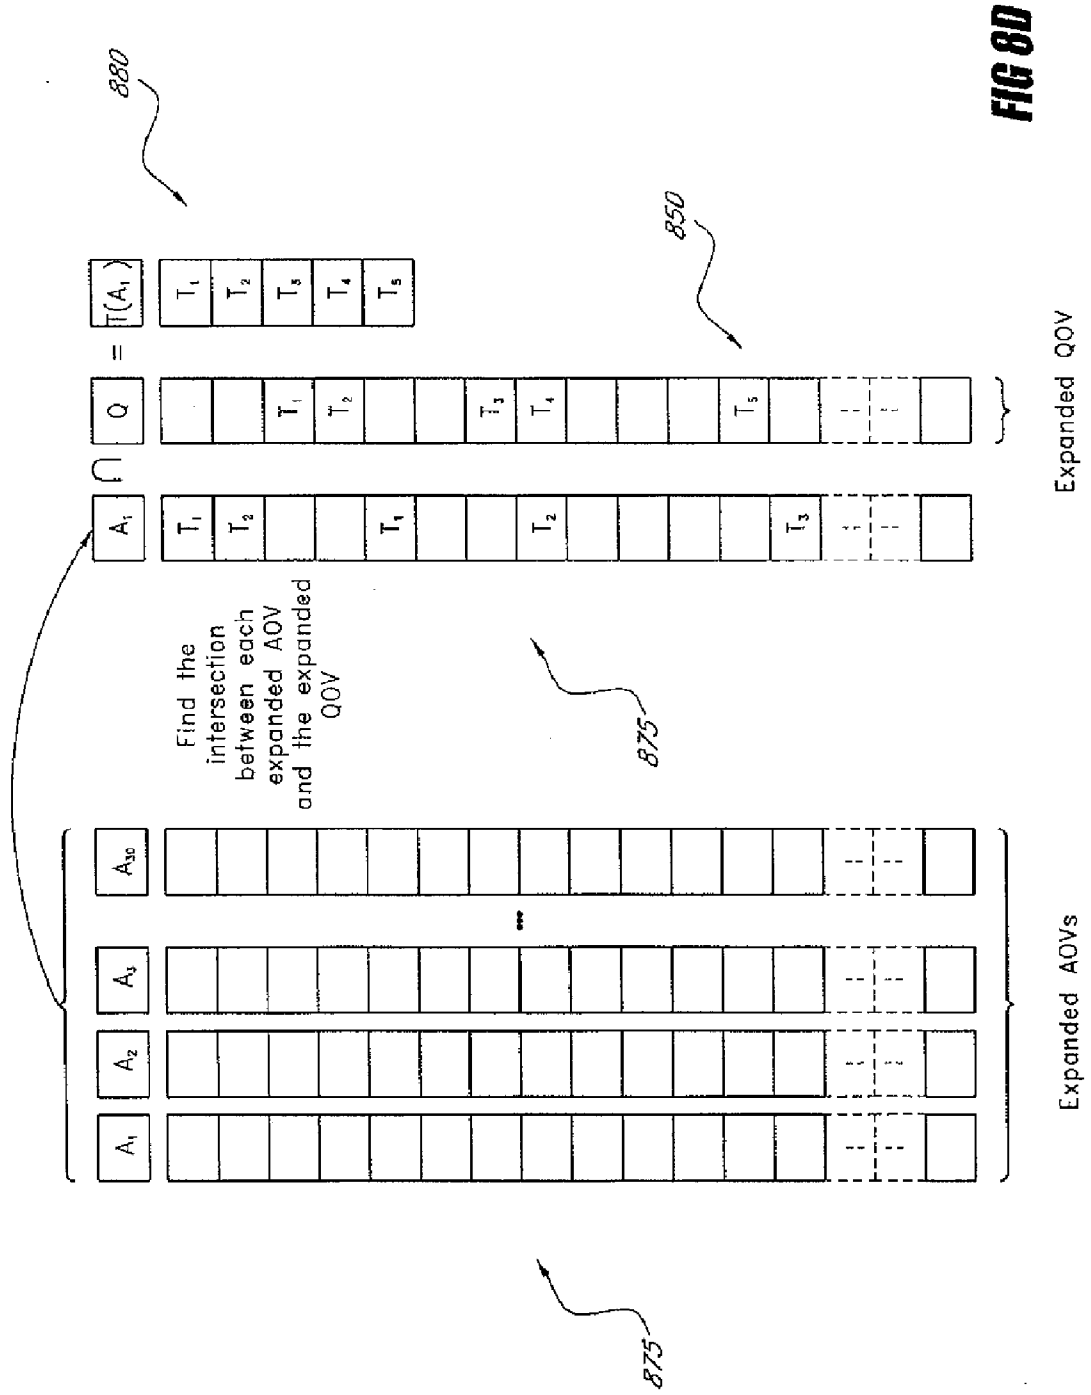 A₁ A₂ A₃ ... A₃₀
A₁ ∩ Q = T(A₁)
880
Find the
intersection
between each
expanded AOV
and the expanded
QOV
T₁
T₂
T₁
T₂
T₃
T₁
T₂
T₃
T₄
T₅
T₁
T₂
T₃
T₄
T₅
875
875
850
Expanded AOVs
Expanded QOV
FIG 8D